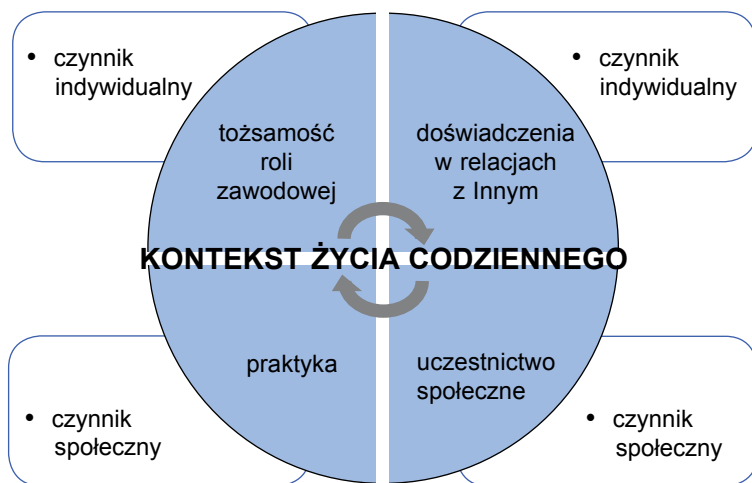 • czynnik
indywidualny
• czynnik
indywidualny
tożsamość
roli
zawodowej
doświadczenia
w relacjach
z Innym
KONTEKST ŻYCIA CODZIENNEGO
praktyka
uczestnictwo
społeczne
• czynnik
społeczny
• czynnik
społeczny